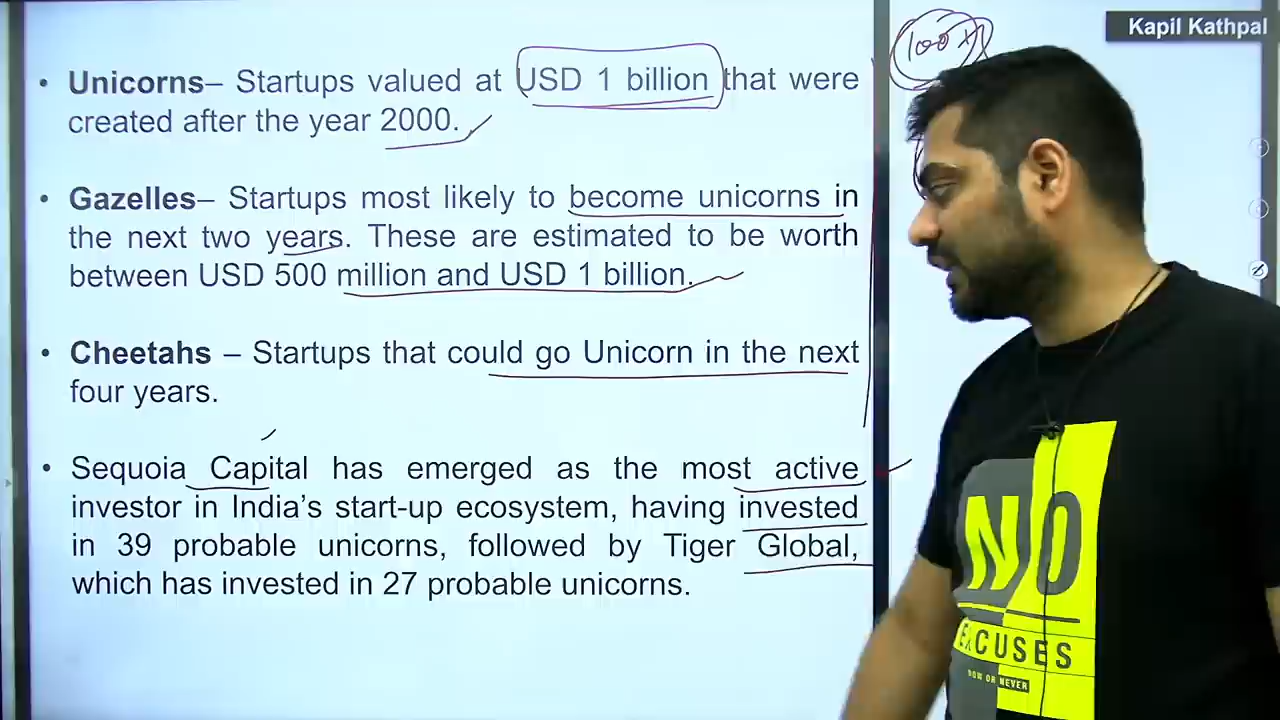 Kapil Kathpal
100+
• Unicorns– Startups valued at USD 1 billion that were
created after the year 2000.
• Gazelles– Startups most likely to become unicorns in
the next two years. These are estimated to be worth
between USD 500 million and USD 1 billion.
• Cheetahs – Startups that could go Unicorn in the next
four years.
• Sequoia Capital has emerged as the most active
investor in India's start-up ecosystem, having invested
in 39 probable unicorns, followed by Tiger Global,
which has invested in 27 probable unicorns.
NO
EXCUSES
NOW OR NEVER